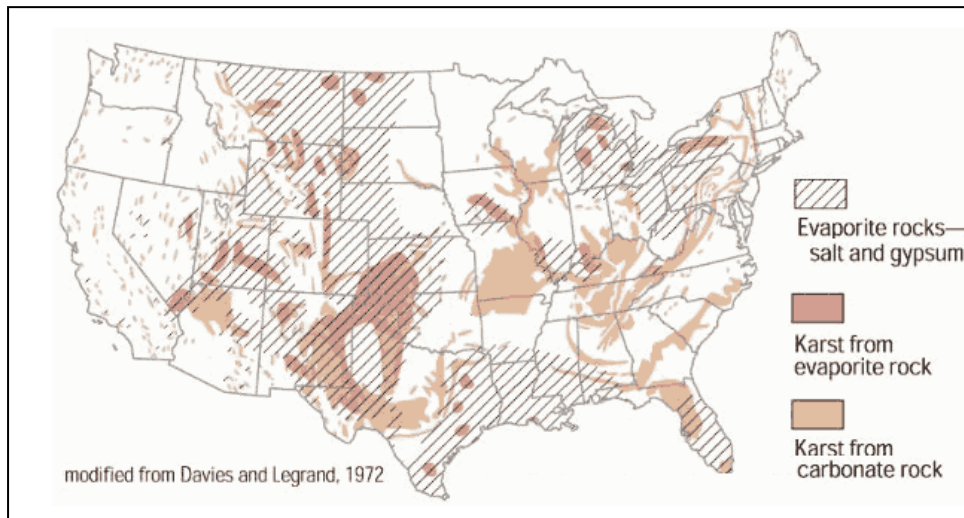 Evaporite rocks—
salt and gypsum
Karst from
evaporite rock
Karst from
carbonate rock
modified from Davies and Legrand, 1972